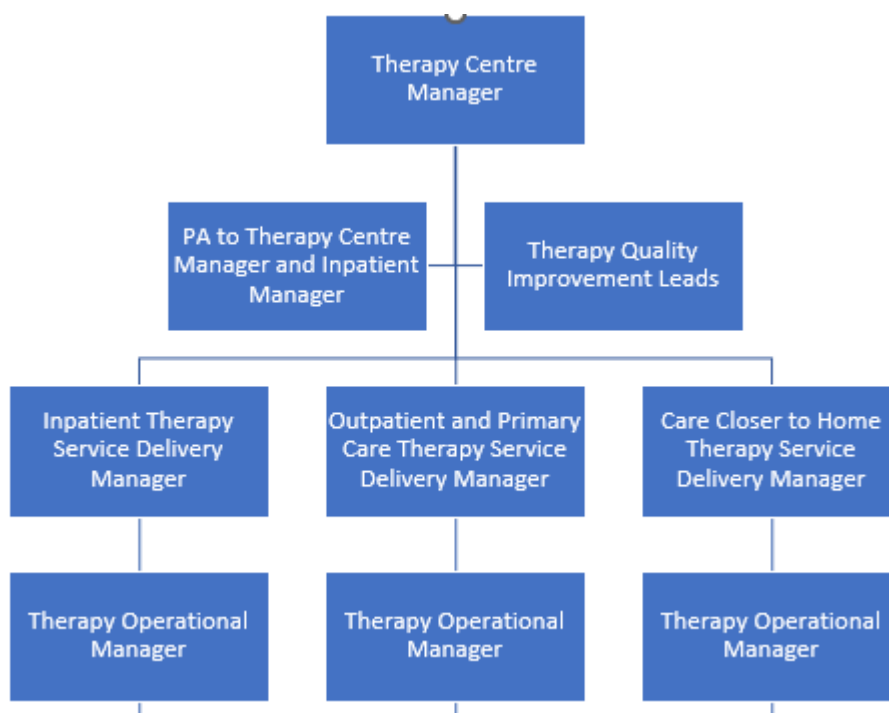 Therapy Centre
Manager
PA to Therapy Centre
Manager and Inpatient
Manager
Therapy Quality
Improvement Leads
Inpatient Therapy
Service Delivery
Manager
Outpatient and Primary
Care Therapy Service
Delivery Manager
Care Closer to Home
Therapy Service
Delivery Manager
Therapy Operational
Manager
Therapy Operational
Manager
Therapy Operational
Manager